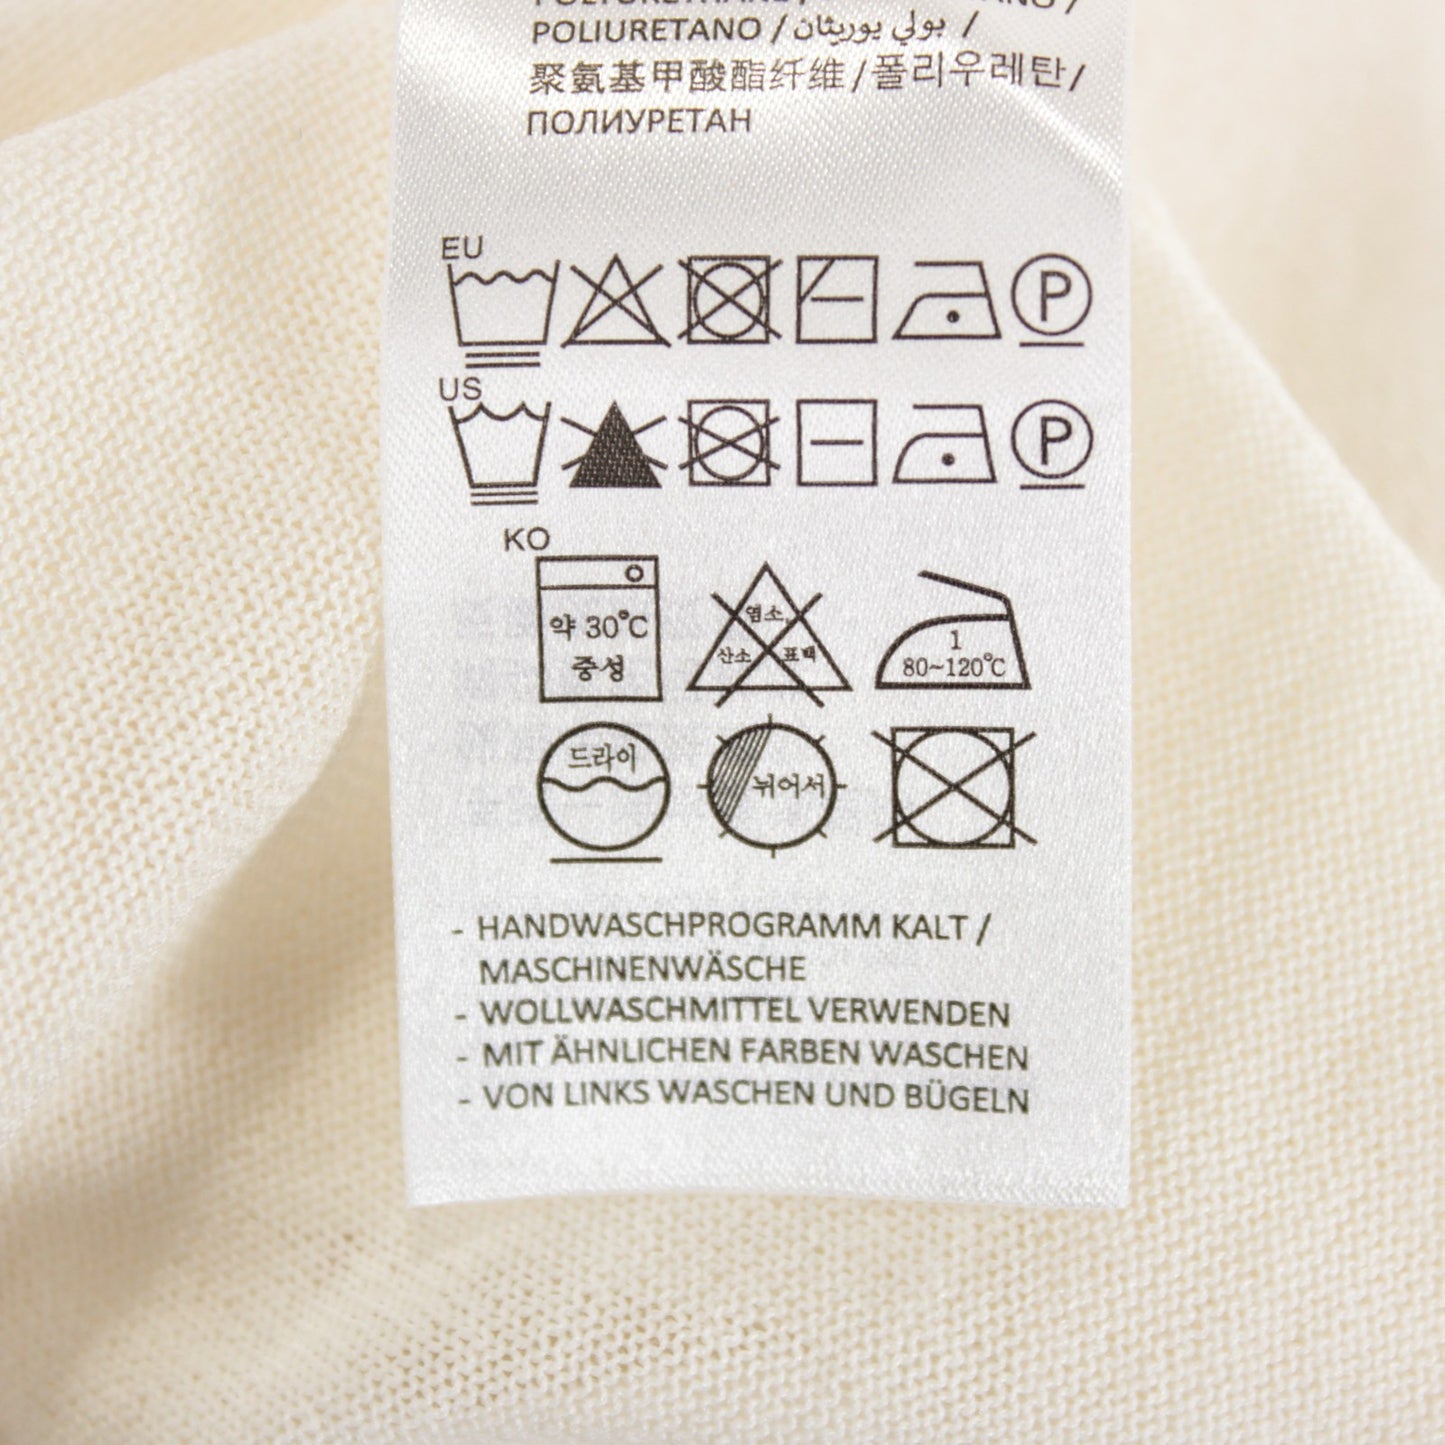 POLIURETANO / بولي يوريثان /
聚氨基甲酸酯纤维/폴리우레탄/
ПОЛИУРЕТАН
EU
P
US
P
KO
약 30°C
중성
염소
산소 표백
1
80~120°C
드라이
뉘어서
- HANDWASCHPROGRAMM KALT /
MASCHINENWÄSCHE
- WOLLWASCHMITTEL VERWENDEN
- MIT ÄHNLICHEN FARBEN WASCHEN
- VON LINKS WASCHEN UND BÜGELN